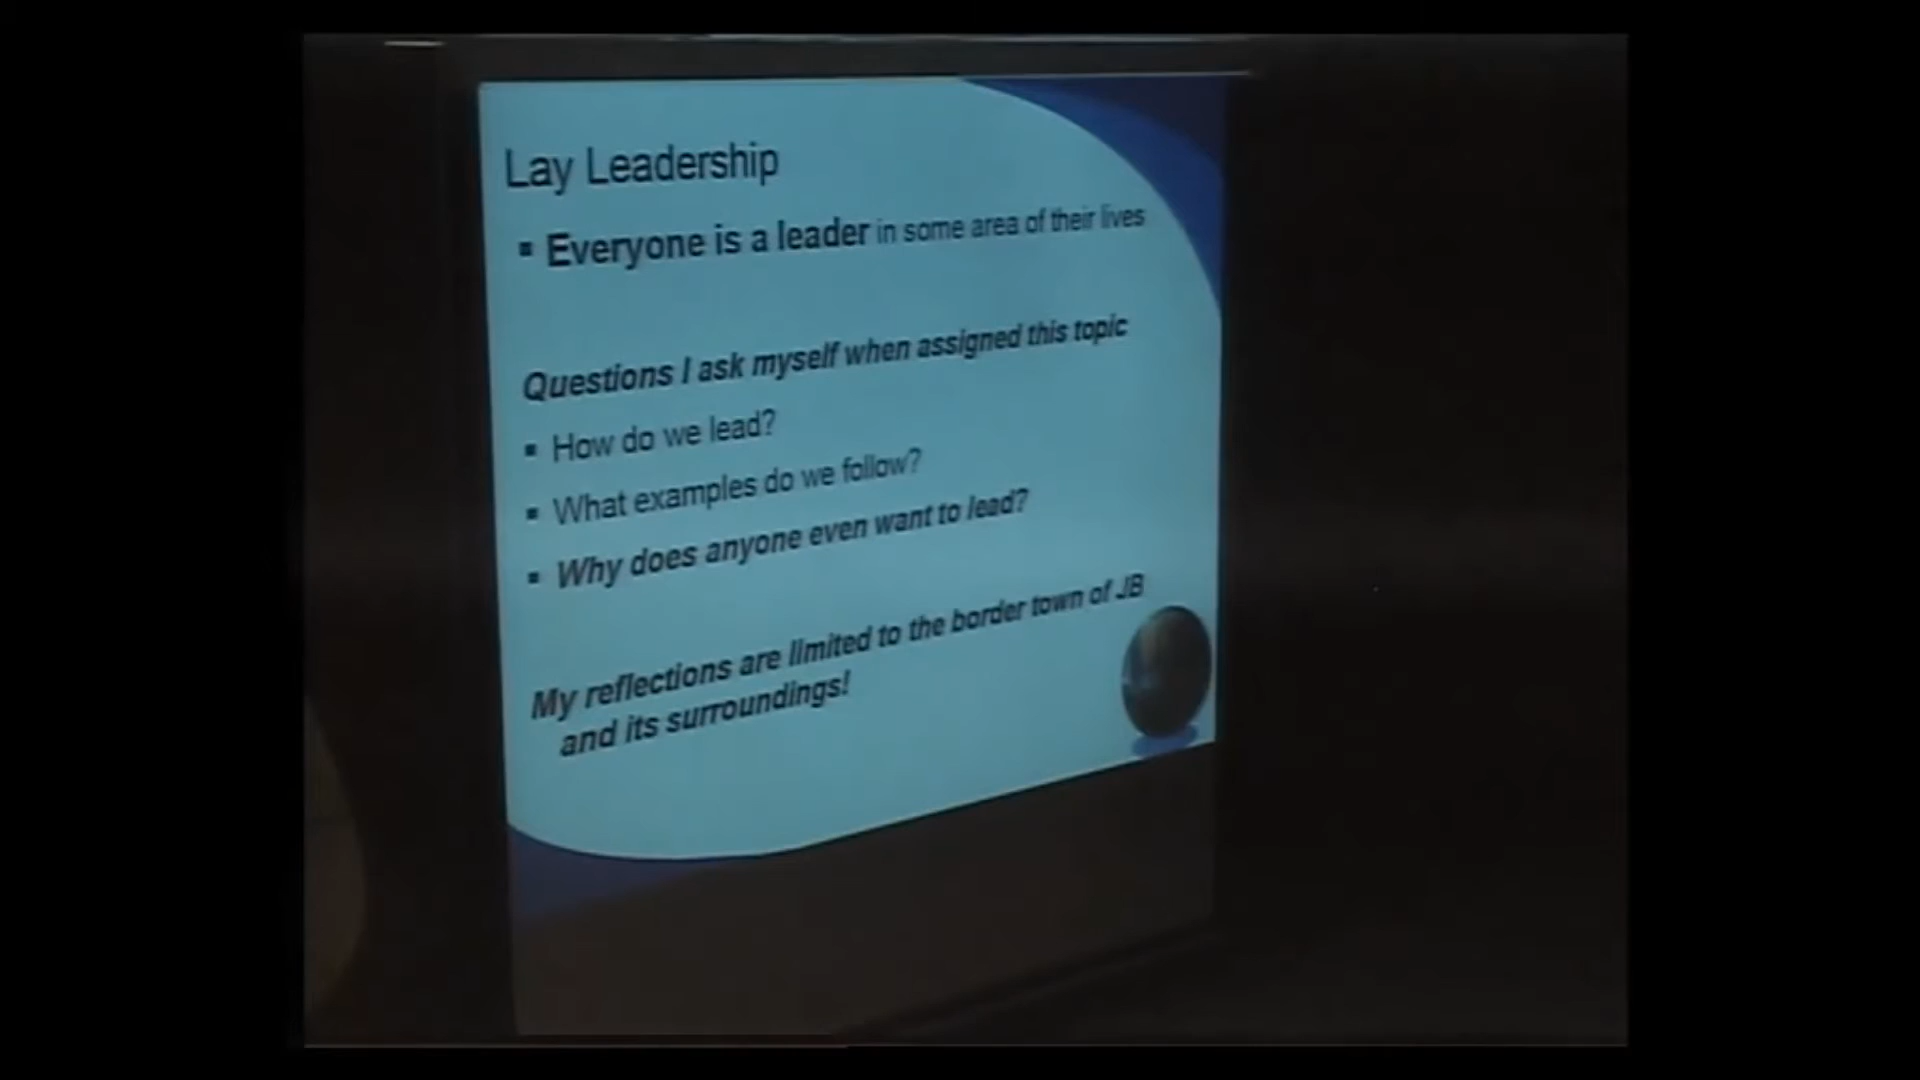 Lay Leadership
▪ Everyone is a leader in some area of their lives
Questions I ask myself when assigned this topic
▪ How do we lead?
▪ What examples do we follow?
▪ Why does anyone even want to lead?
My reflections are limited to the border town of JB
and its surroundings!